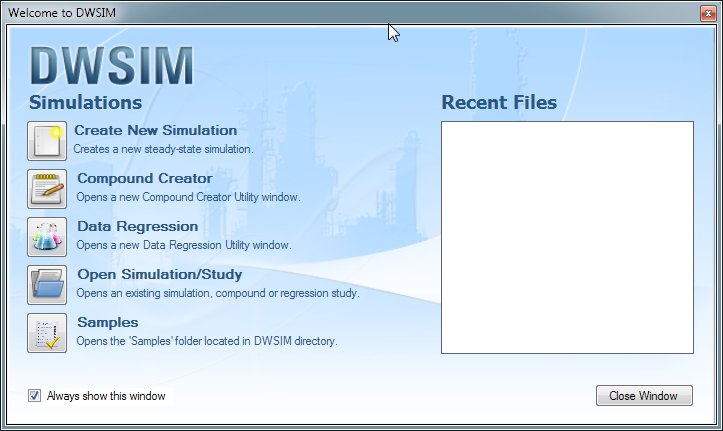 Welcome to DWSIM
DWSIM
Simulations
Create New Simulation
Creates a new steady-state simulation.
Compound Creator
Opens a new Compound Creator Utility window.
Data Regression
Opens a new Data Regression Utility window.
Open Simulation/Study
Opens an existing simulation, compound or regression study.
Samples
Opens the 'Samples' folder located in DWSIM directory.
Recent Files
Always show this window
Close Window